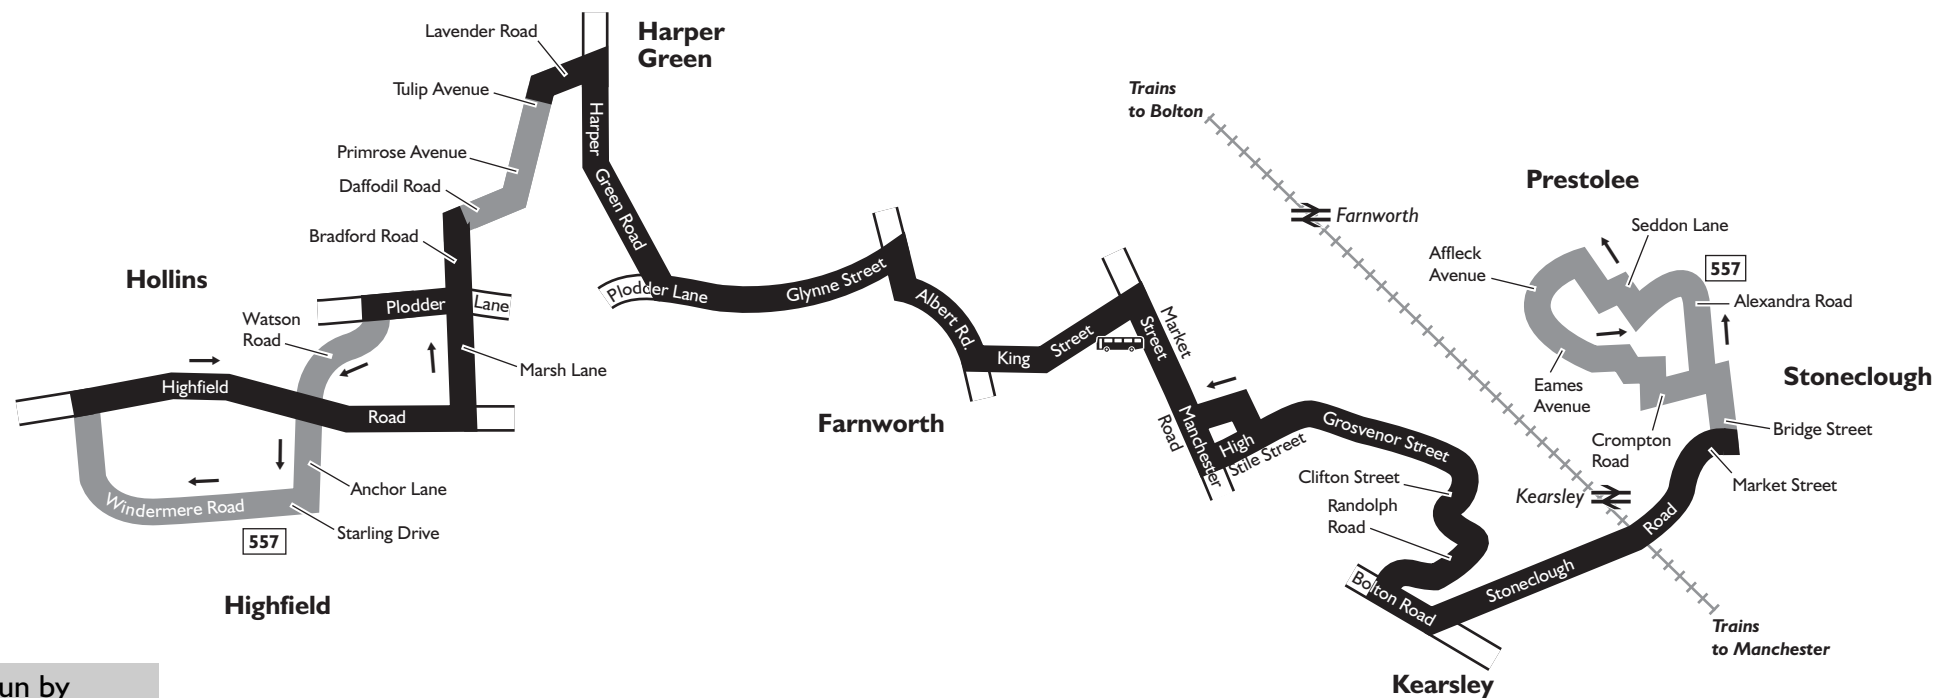 Lavender Road
Harper
Green
Tulip Avenue
Harper
Green Road
Primrose Avenue
Daffodil Road
Bradford Road
Hollins
Plodder
Lane
Watson
Road
Marsh Lane
Highfield
Road
Anchor Lane
Windermere Road
Starling Drive
557
Highfield
Plodder Lane
Glynne Street
Albert Rd.
King
Street
Farnworth
Market
Street
Manchester
Road
High
Stile Street
Grosvenor Street
Clifton Street
Randolph
Road
Bolton Road
Kearsley
Stoneclough
Road
Trains
to Bolton
Farnworth
Kearsley
Trains
to Manchester
Prestolee
Seddon Lane
Affleck
Avenue
557
Alexandra Road
Eames
Avenue
Stoneclough
Crompton
Road
Bridge Street
Market Street
un by